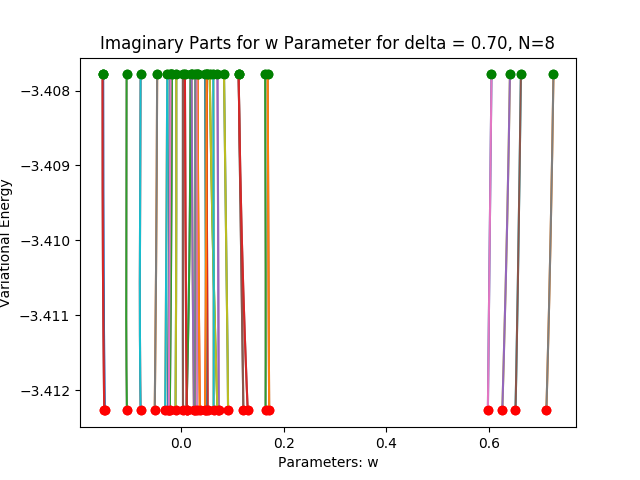 Imaginary Parts for w Parameter for delta = 0.70, N=8
Variational Energy
−3.408
−3.409
−3.410
−3.411
−3.412
0.0 0.2 0.4 0.6
Parameters: w